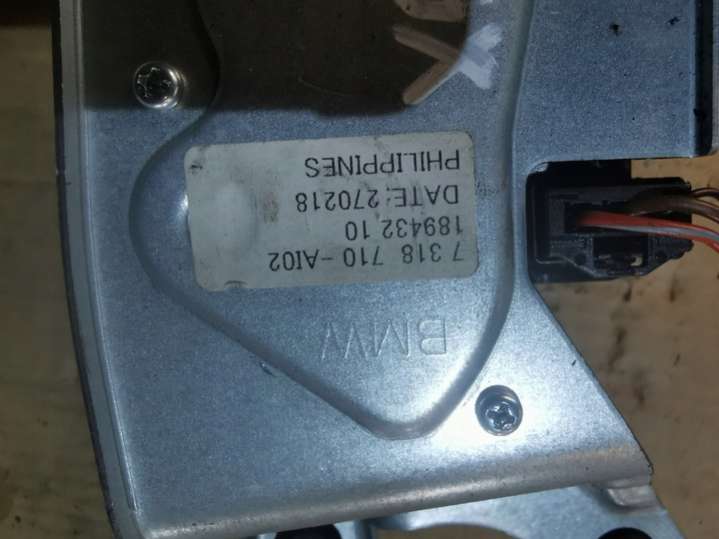 BMW
7 318 710-AI02
189432 10
DATE: 270218
PHILIPPINES